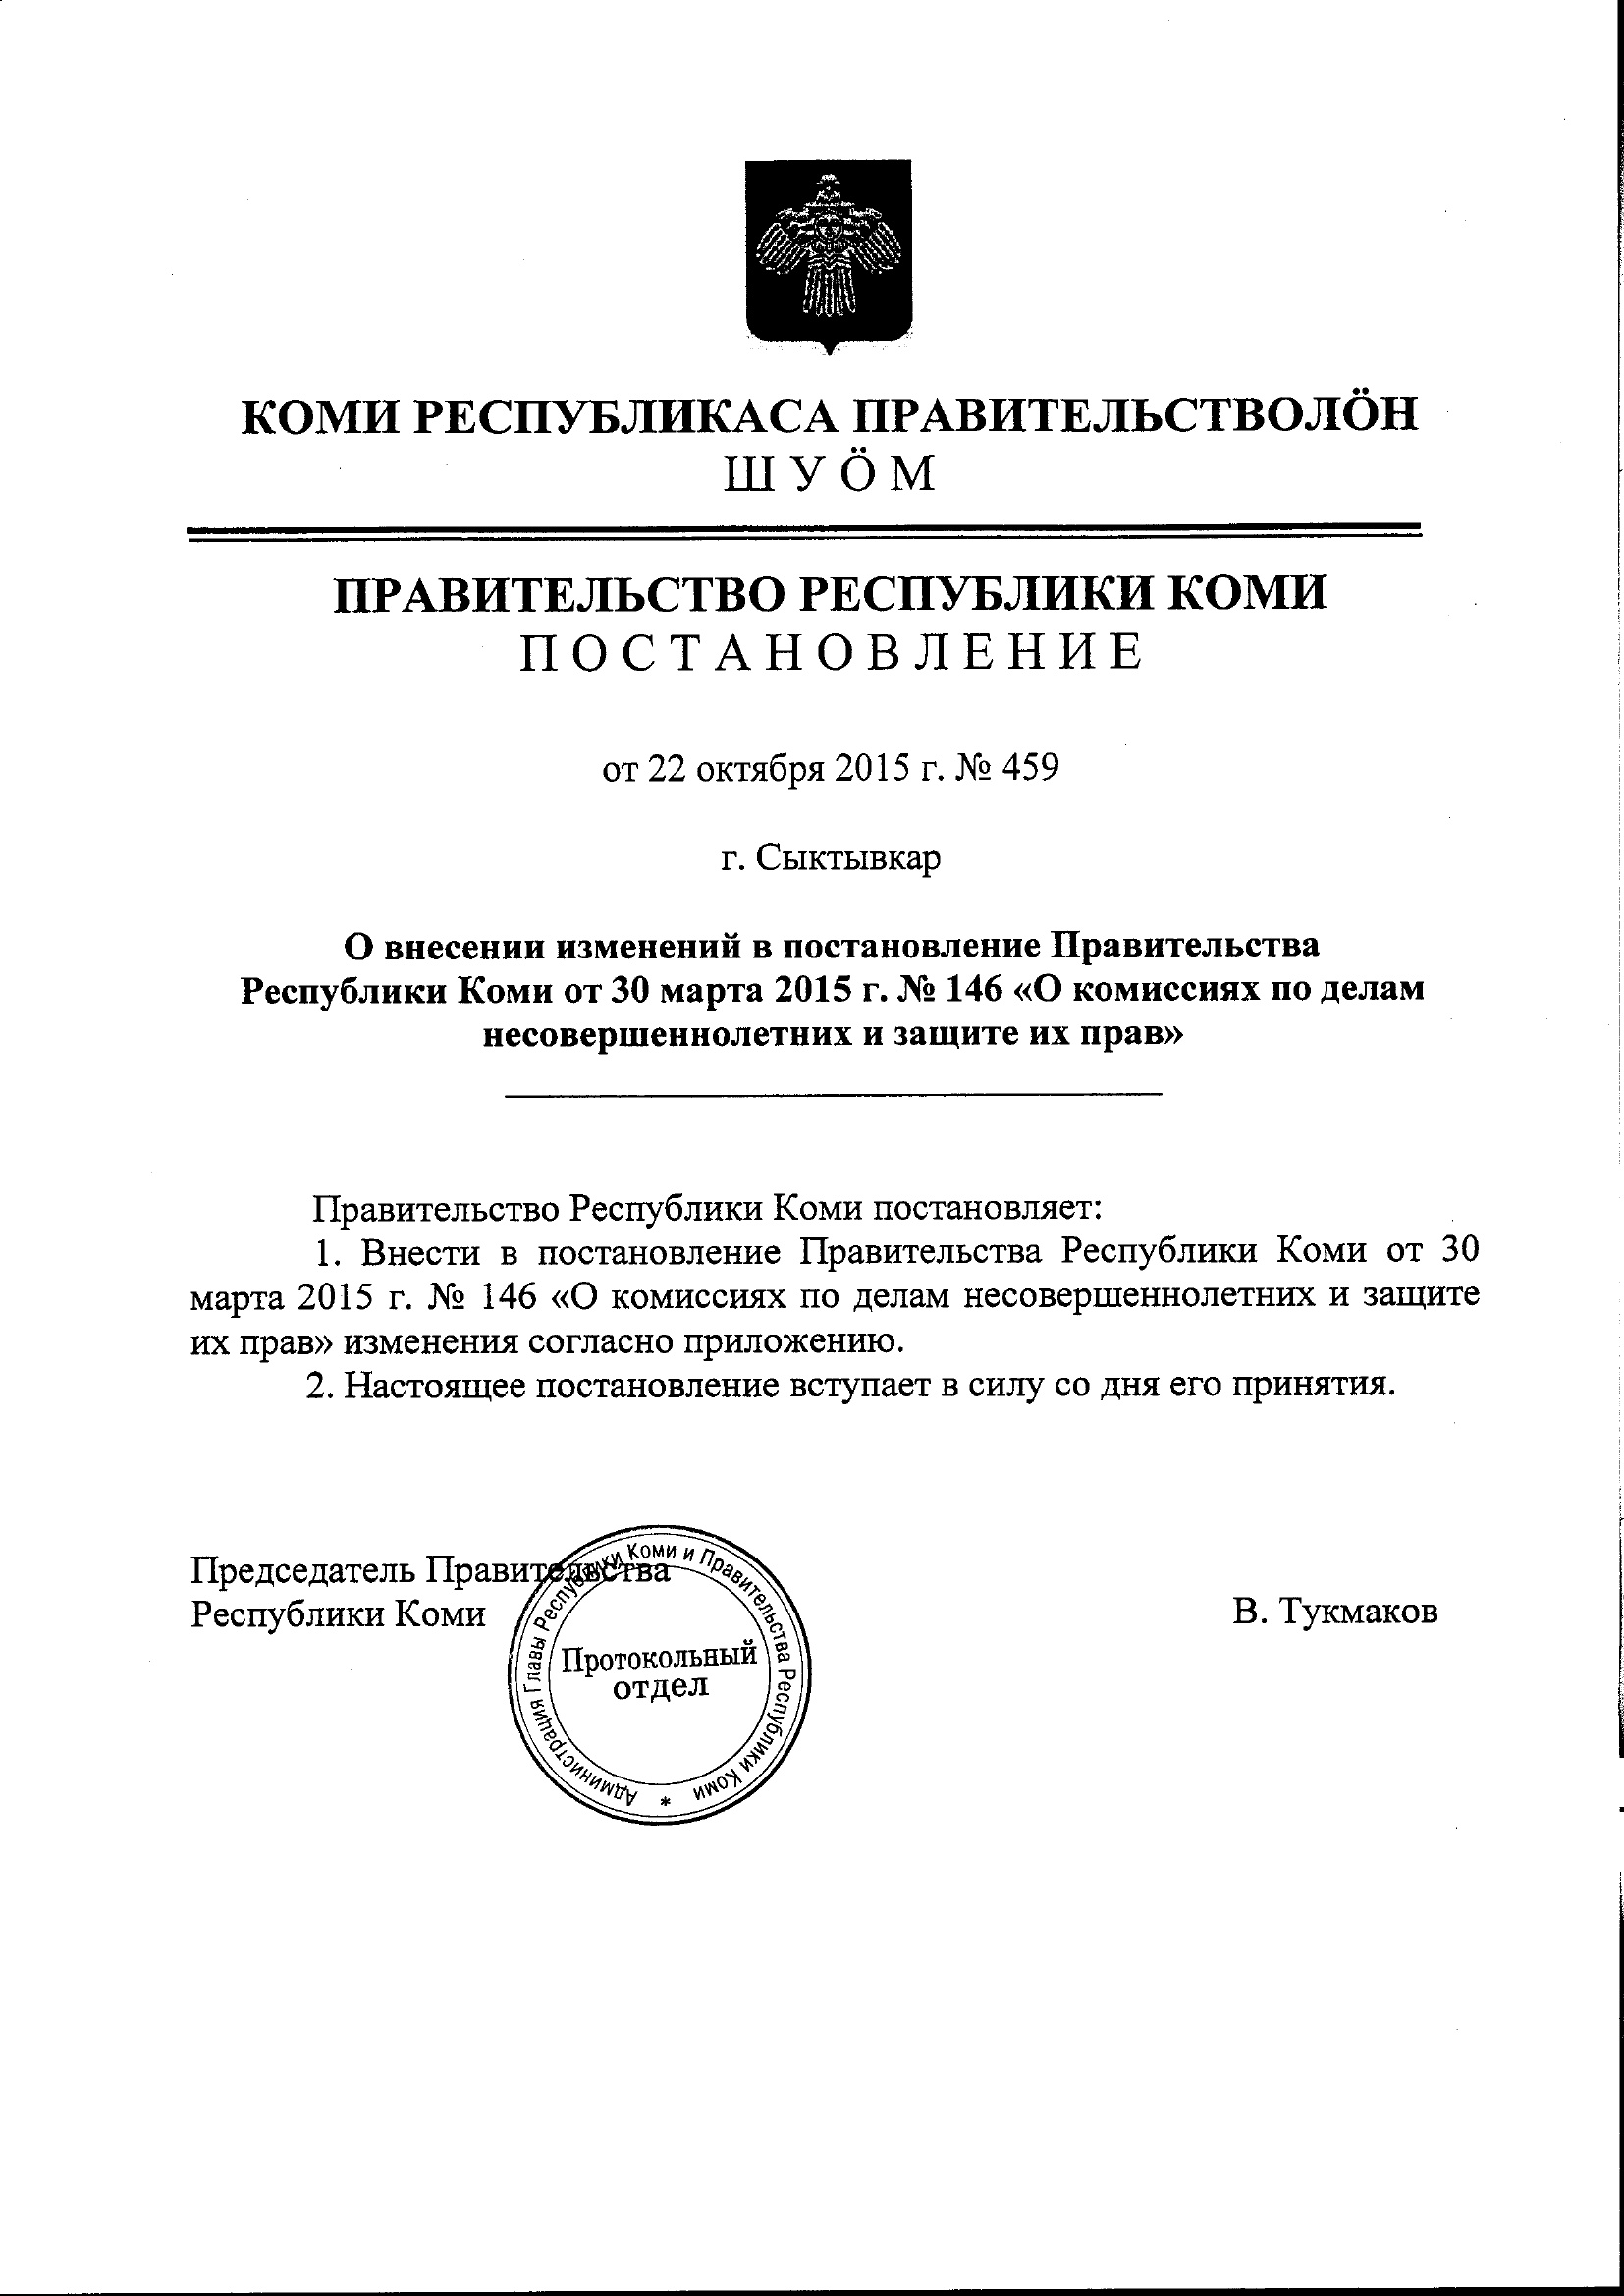 КОМИ РЕСПУБЛИКАСА ПРАВИТЕЛЬСТВОЛӦН
ШУӦМ
ПРАВИТЕЛЬСТВО РЕСПУБЛИКИ КОМИ
ПОСТАНОВЛЕНИЕ
от 22 октября 2015 г. № 459
г. Сыктывкар
О внесении изменений в постановление Правительства
Республики Коми от 30 марта 2015 г. № 146 «О комиссиях по делам
несовершеннолетних и защите их прав»
Правительство Республики Коми постановляет:
1. Внести в постановление Правительства Республики Коми от 30
марта 2015 г. № 146 «О комиссиях по делам несовершеннолетних и защите
их прав» изменения согласно приложению.
2. Настоящее постановление вступает в силу со дня его принятия.
Председатель Правительства
Республики Коми
В. Тукмаков
Администрация Главы Республики Коми и Правительства Республики Коми *
Протокольный
отдел